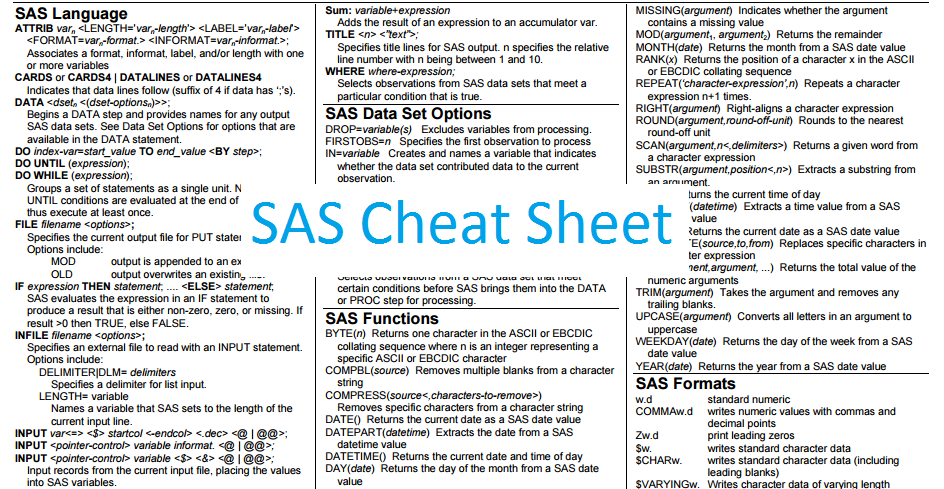 SAS Language
ATTRIB varn <LENGTH='varn-length'> <LABEL='varn-label'>
<FORMAT=varn-format.> <INFORMAT=varn-informat.>;
Associates a format, informat, label, and/or length with one
or more variables
CARDS or CARDS4 | DATALINES or DATALINES4
Indicates that data lines follow (suffix of 4 if data has ';'s).
DATA <dsetn <(dset-optionsn)>>;
Begins a DATA step and provides names for any output
SAS data sets. See Data Set Options for options that are
available in the DATA statement.
DO index-var=start_value TO end_value <BY step>;
DO UNTIL (expression);
DO WHILE (expression);
Groups a set of statements as a single unit. N
UNTIL conditions are evaluated at the end of
thus execute at least once.
FILE filename <options>;
Specifies the current output file for PUT
Options include:
MOD output is appended to an
OLD output overwrites an existing
IF expression THEN statement; .... <ELSE> statement;
SAS evaluates the expression in an IF statement to
produce a result that is either non-zero, zero, or missing. If
result >0 then TRUE, else FALSE.
INFILE filename <options>;
Specifies an external file to read with an INPUT statement.
Options include:
DELIMITER|DLM= delimiters
Specifies a delimiter for list input.
LENGTH= variable
Names a variable that SAS sets to the length of the
current input line.
INPUT var<=> <$> startcol <-endcol> <.dec> <@ | @@>;
INPUT <pointer-control> variable informat. <@ | @@>;
INPUT <pointer-control> variable <$> <&> <@ | @@>;
Input records from the current input file, placing the values
into SAS variables.
Sum: variable+expression
Adds the result of an expression to an accumulator var.
TITLE <n> <"text">;
Specifies title lines for SAS output. n specifies the relative
line number with n being between 1 and 10.
WHERE where-expression;
Selects observations from SAS data sets that meet a
particular condition that is true.
SAS Data Set Options
DROP=variable(s) Excludes variables from processing.
FIRSTOBS=n Specifies the first observation to process
IN=variable Creates and names a variable that indicates
whether the data set contributed data to the current
observation.
SAS Cheat Sheet
Selects observations from a SAS data set that meet
certain conditions before SAS brings them into the DATA
or PROC step for processing.
SAS Functions
BYTE(n) Returns one character in the ASCII or EBCDIC
collating sequence where n is an integer representing a
specific ASCII or EBCDIC character
COMPBL(source) Removes multiple blanks from a character
string
COMPRESS(source<,characters-to-remove>)
Removes specific characters from a character string
DATE() Returns the current date as a SAS date value
DATEPART(datetime) Extracts the date from a SAS
datetime value
DATETIME() Returns the current date and time of day
DAY(date) Returns the day of the month from a SAS date
value
MISSING(argument) Indicates whether the argument
contains a missing value
MOD(argument1, argument2) Returns the remainder
MONTH(date) Returns the month from a SAS date value
RANK(x) Returns the position of a character x in the ASCII
or EBCDIC collating sequence
REPEAT('character-expression',n) Repeats a character
expression n+1 times.
RIGHT(argument) Right-aligns a character expression
ROUND(argument,round-off-unit) Rounds to the nearest
round-off unit
SCAN(argument,n<,delimiters>) Returns a given word from
a character expression
SUBSTR(argument,position<,n>) Extracts a substring from
an argument.
turns the current time of day
(datetime) Extracts a time value from a SAS
value
Returns the current date as a SAS date value
TE(source,to,from) Replaces specific characters in
ter expression
ment,argument, ...) Returns the total value of the
numeric arguments
TRIM(argument) Takes the argument and removes any
trailing blanks.
UPCASE(argument) Converts all letters in an argument to
uppercase
WEEKDAY(date) Returns the day of the week from a SAS
date value
YEAR(date) Returns the year from a SAS date value
SAS Formats
w.d standard numeric
COMMAw.d writes numeric values with commas and
decimal points
Zw.d print leading zeros
$w. writes standard character data
$CHARw. writes standard character data (including
leading blanks)
$VARYINGw. Writes character data of varying length